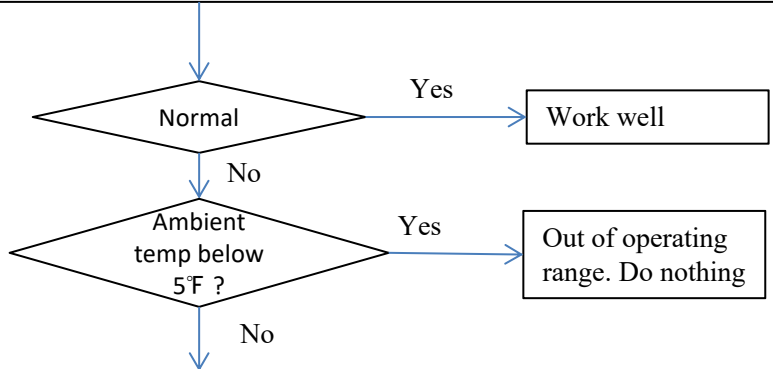 Yes
Normal
Work well
No
Ambient
temp below
5℉ ?
Yes
Out of operating
range. Do nothing
No